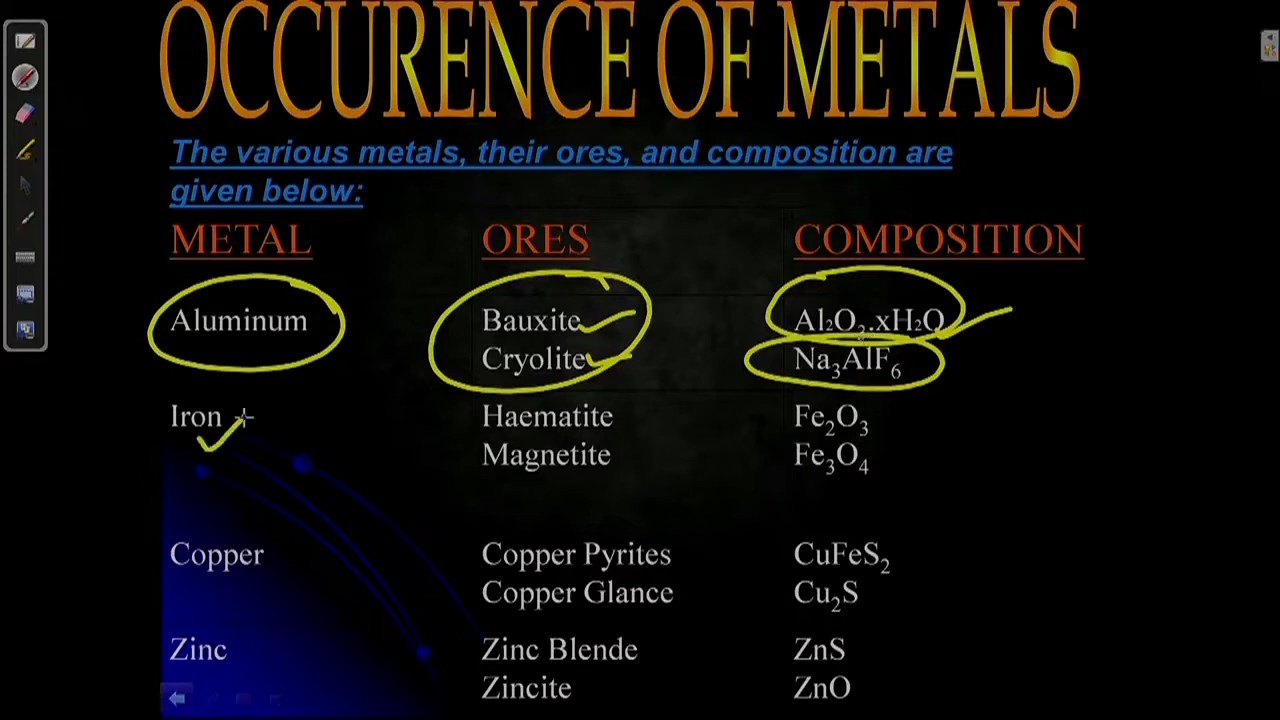 OCCURENCE OF METALS
The various metals, their ores, and composition are
given below:
METAL ORES COMPOSITION
Aluminum Bauxite Al₂O₃.xH₂O
Cryolite Na₃AlF₆
Iron Haematite Fe₂O₃
Magnetite Fe₃O₄
Copper Copper Pyrites CuFeS₂
Copper Glance Cu₂S
Zinc Zinc Blende ZnS
Zincite ZnO